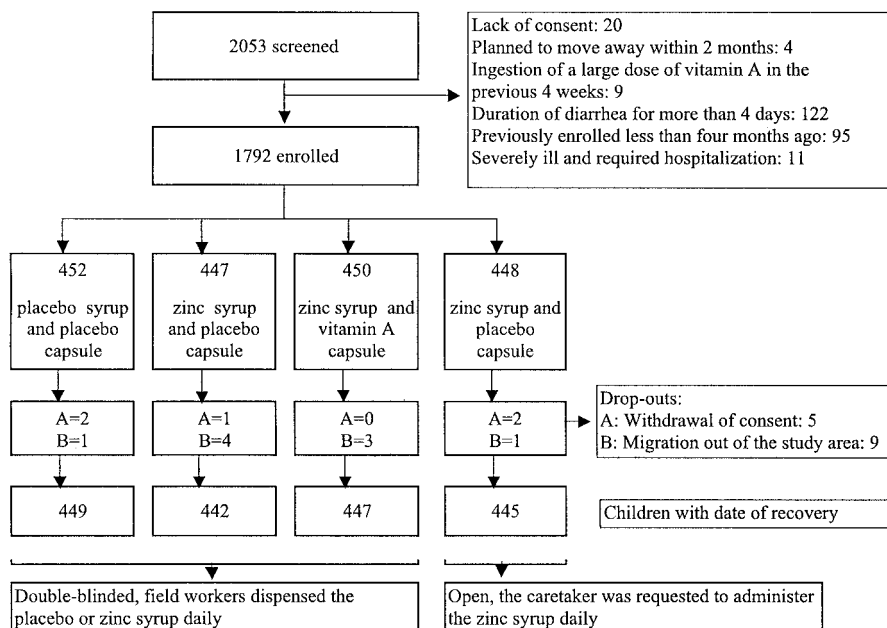 2053 screened
Lack of consent: 20
Planned to move away within 2 months: 4
Ingestion of a large dose of vitamin A in the
previous 4 weeks: 9
Duration of diarrhea for more than 4 days: 122
Previously enrolled less than four months ago: 95
Severely ill and required hospitalization: 11
1792 enrolled
452
placebo syrup
and placebo
capsule
447
zinc syrup
and placebo
capsule
450
zinc syrup and
vitamin A
capsule
448
zinc syrup and
placebo
capsule
A=2
B=1
A=1
B=4
A=0
B=3
A=2
B=1
Drop-outs:
A: Withdrawal of consent: 5
B: Migration out of the study area: 9
449
442
447
445
Children with date of recovery
Double-blinded, field workers dispensed the
placebo or zinc syrup daily
Open, the caretaker was requested to administer
the zinc syrup daily